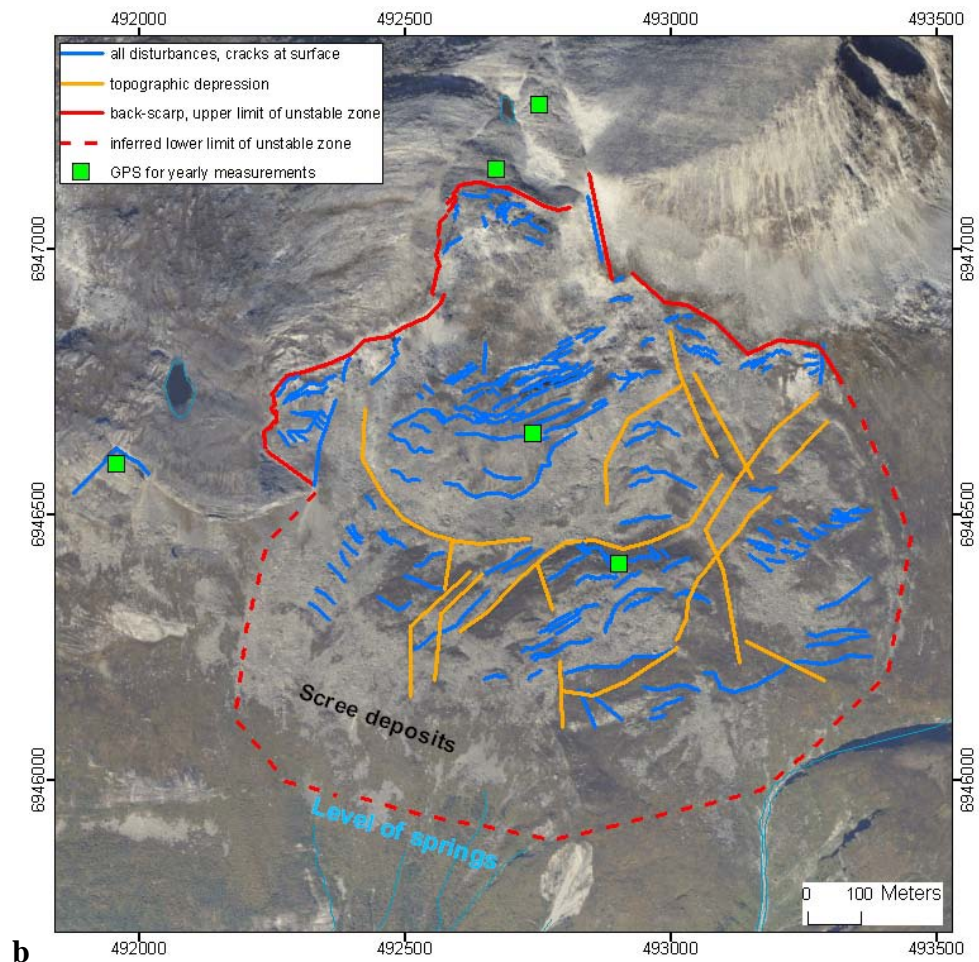 492000 492500 493000 493500
all disturbances, cracks at surface
topographic depression
back-scarp, upper limit of unstable zone
inferred lower limit of unstable zone
GPS for yearly measurements
6947000 6947000
6946500 6946500
Scree deposits
6946000 6946000
Level of springs
0 100 Meters
b
492000 492500 493000 493500